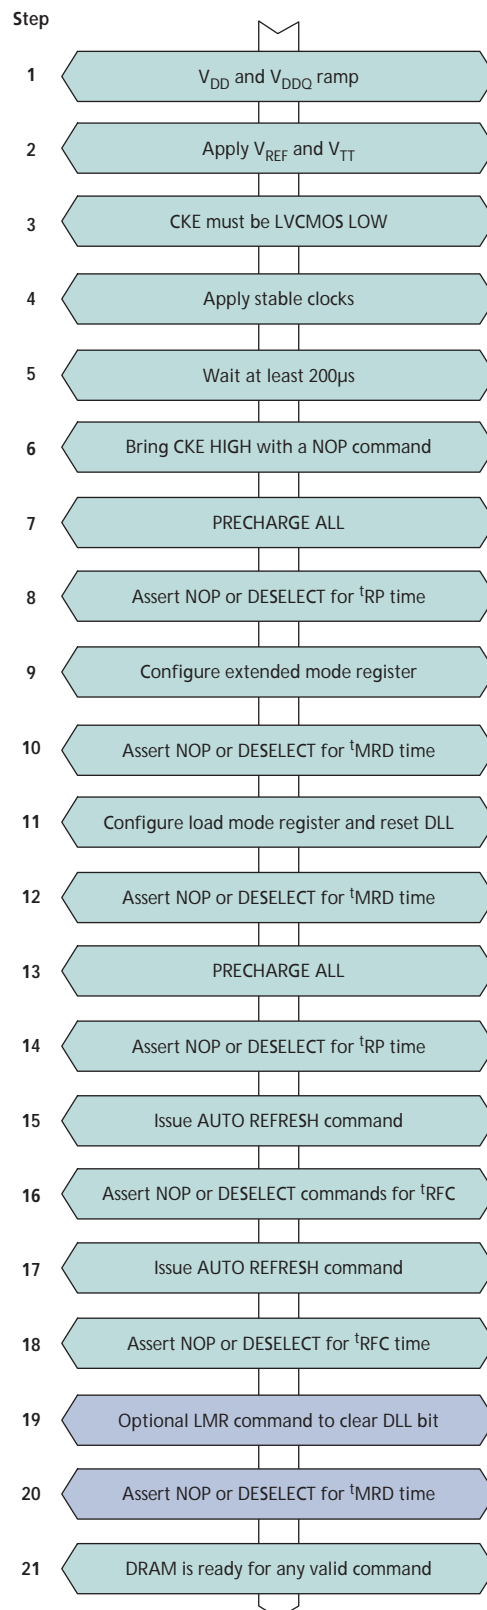 Step
1 V_DD and V_DDQ ramp
2 Apply V_REF and V_TT
3 CKE must be LVCMOS LOW
4 Apply stable clocks
5 Wait at least 200μs
6 Bring CKE HIGH with a NOP command
7 PRECHARGE ALL
8 Assert NOP or DESELECT for ᵗRP time
9 Configure extended mode register
10 Assert NOP or DESELECT for ᵗMRD time
11 Configure load mode register and reset DLL
12 Assert NOP or DESELECT for ᵗMRD time
13 PRECHARGE ALL
14 Assert NOP or DESELECT for ᵗRP time
15 Issue AUTO REFRESH command
16 Assert NOP or DESELECT commands for ᵗRFC
17 Issue AUTO REFRESH command
18 Assert NOP or DESELECT for ᵗRFC time
19 Optional LMR command to clear DLL bit
20 Assert NOP or DESELECT for ᵗMRD time
21 DRAM is ready for any valid command